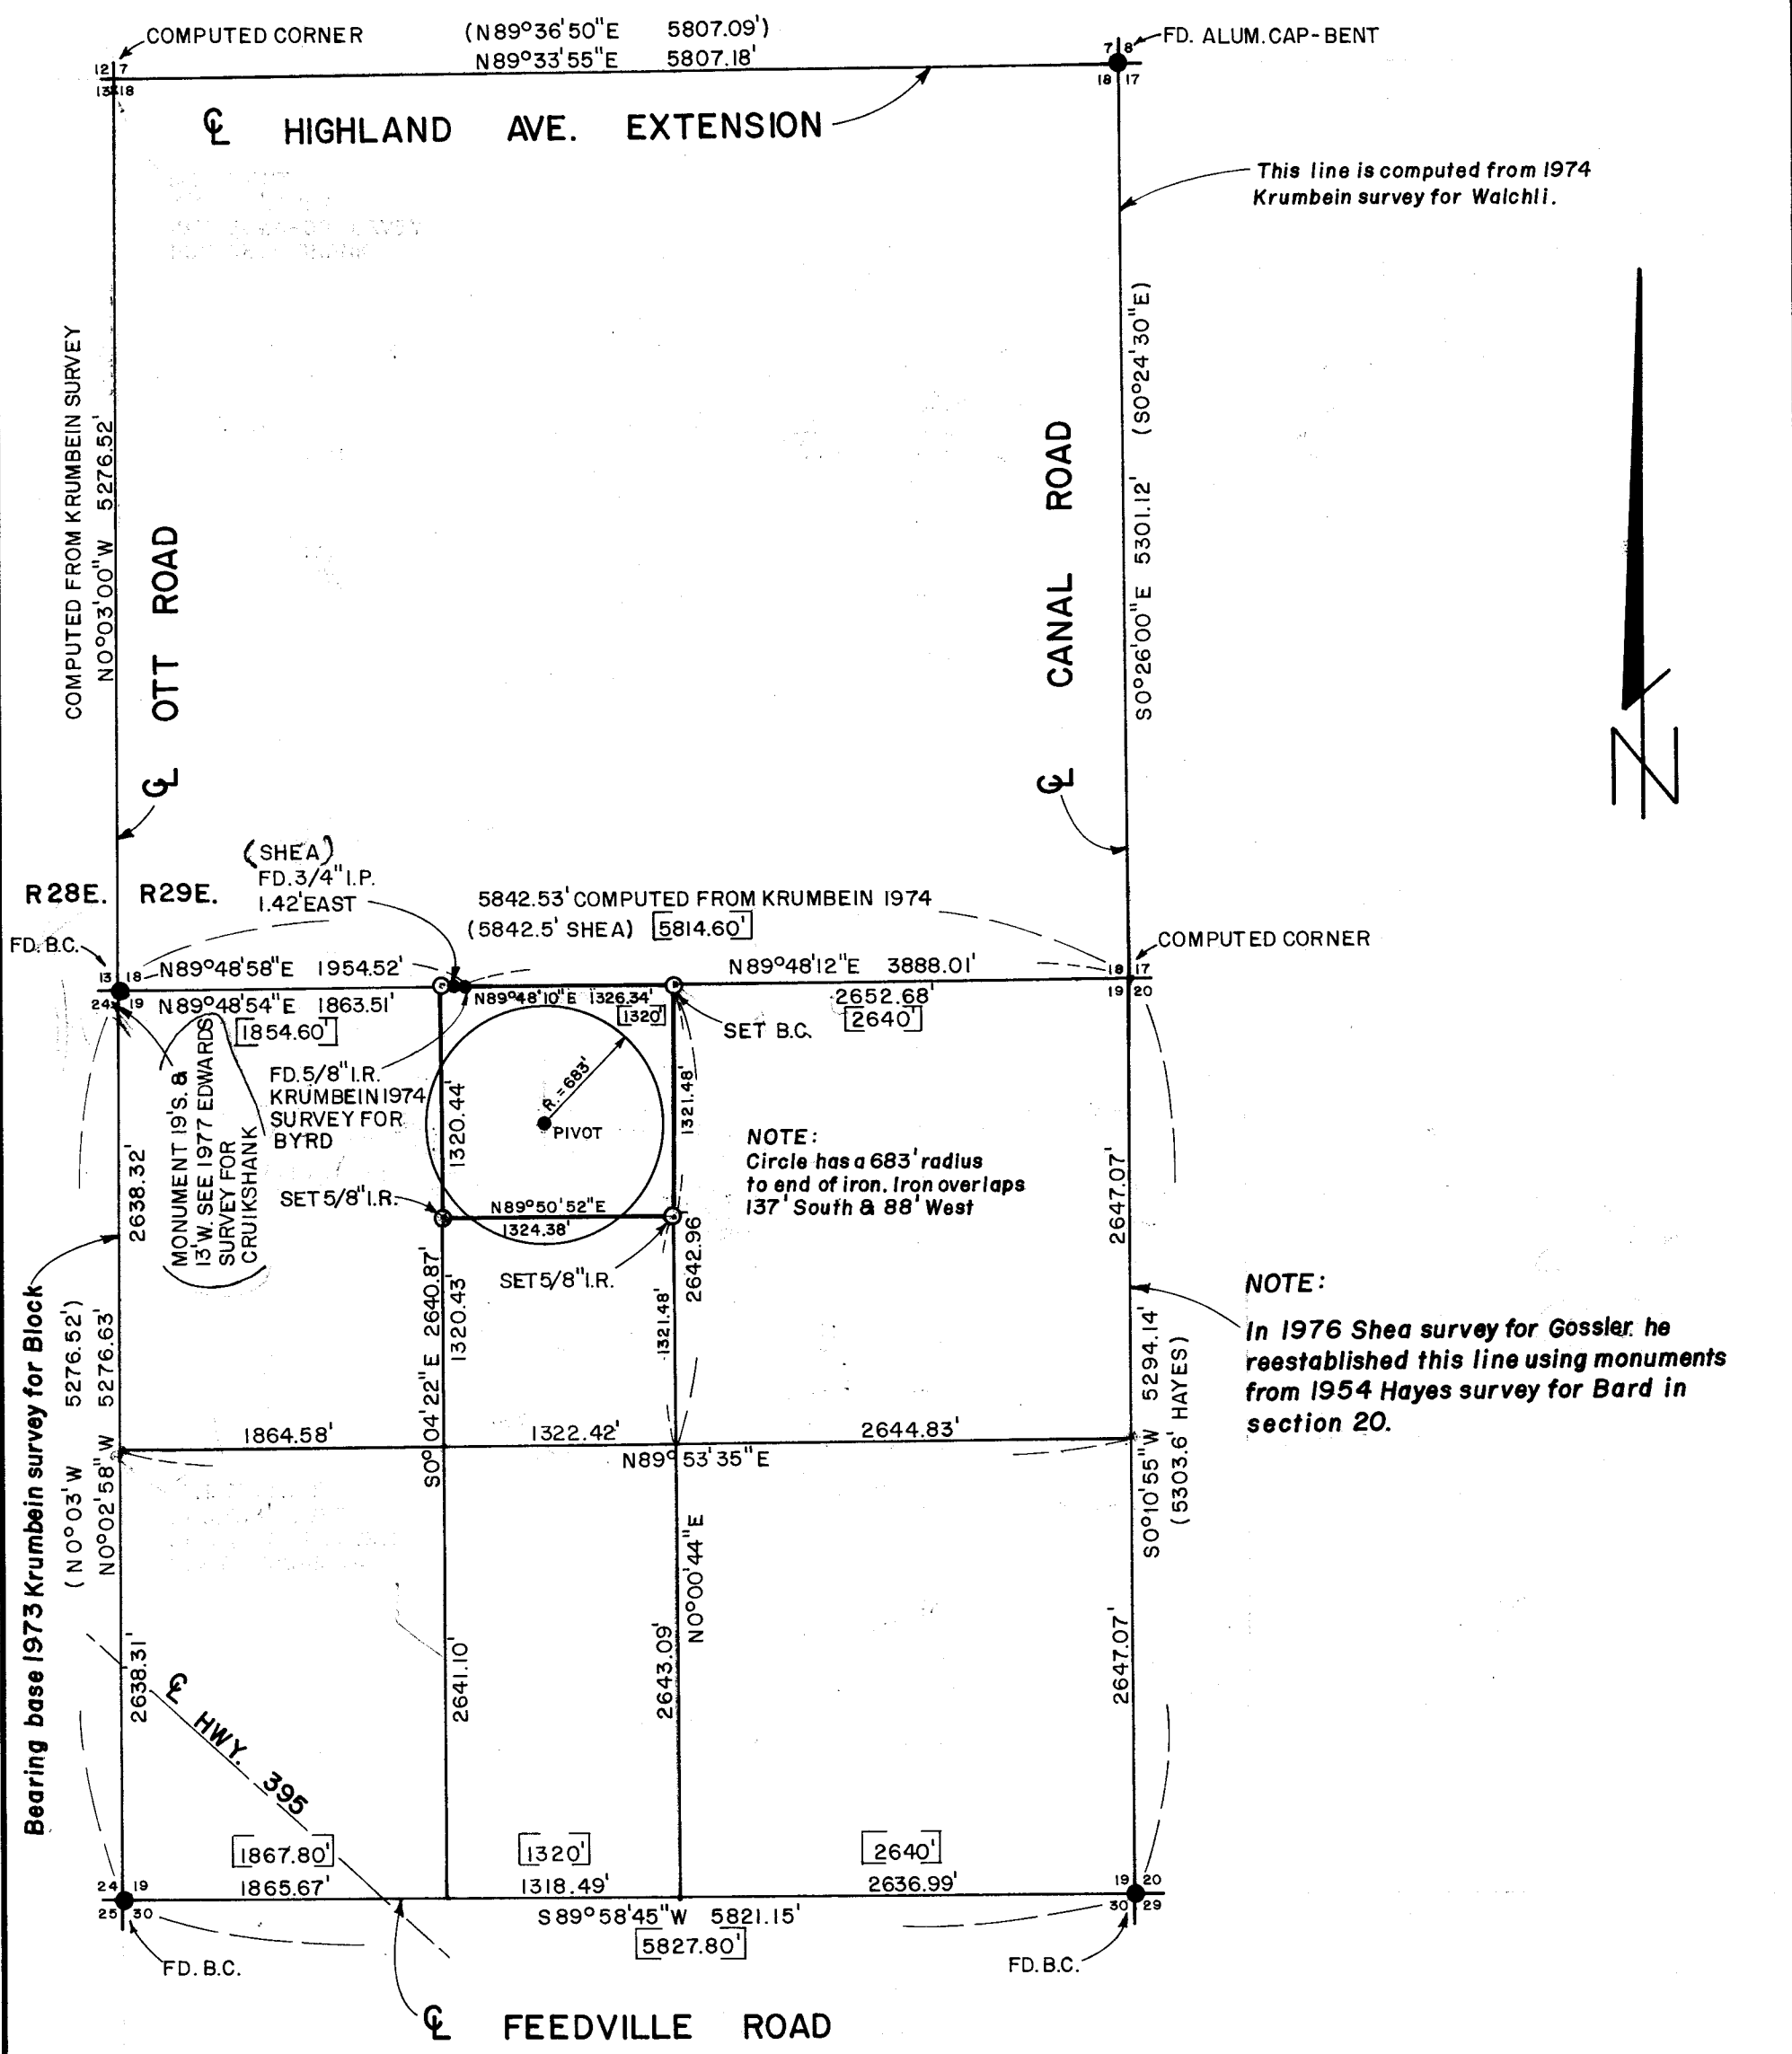 COMPUTED CORNER
(N89°36'50"E 5807.09')
N89°33'55"E 5807.18'
FD. ALUM. CAP-BENT
12 7
13 18
7 8
18 17
℄ HIGHLAND AVE. EXTENSION
This line is computed from 1974
Krumbein survey for Walchli.
COMPUTED FROM KRUMBEIN SURVEY
N0°03'00"W 5276.52'
℄ OTT ROAD
℄ CANAL ROAD
S0°26'00"E 5301.12' (S0°24'30"E)
N
R28E. R29E.
(SHEA)
FD.3/4"I.P.
1.42'EAST
5842.53' COMPUTED FROM KRUMBEIN 1974
(5842.5' SHEA) [5814.60']
FD. B.C.
COMPUTED CORNER
13 18
24 19
18 17
19 20
N89°48'58"E 1954.52'
N89°48'12"E 3888.01'
N89°48'54"E 1863.51'
[1854.60']
N89°48'10"E 1326.34'
[1320']
2652.68'
[2640']
SET B.C.
FD.5/8"I.R.
KRUMBEIN 1974
SURVEY FOR
BYRD
MONUMENT 19'S. &
13'W. SEE 1977 EDWARDS
SURVEY FOR
CRUIKSHANK
R.=683'
PIVOT
1320.44'
1321.48'
NOTE:
Circle has a 683' radius
to end of iron. Iron overlaps
137' South & 88' West
SET 5/8"I.R.
N89°50'52"E
1324.38'
SET 5/8"I.R.
2638.32'
2647.07'
S0°04'22"E 2640.87'
1320.43'
1321.48'
2642.96'
Bearing base 1973 Krumbein survey for Block
(N0°03'W 5276.52')
N0°02'58"W 5276.63'
NOTE:
In 1976 Shea survey for Gossler. he
reestablished this line using monuments
from 1954 Hayes survey for Bard in
section 20.
S0°10'55"W 5294.14'
(5303.6' HAYES)
1864.58'
1322.42'
2644.83'
N89°53'35"E
N0°00'44"E
2638.31'
2641.10'
2643.09'
2647.07'
℄ HWY. 395
[1867.80']
[1320']
[2640']
24 19
25 30
1865.67'
1318.49'
2636.99'
19 20
30 29
S89°58'45"W 5821.15'
[5827.80']
FD. B.C.
FD. B.C.
℄ FEEDVILLE ROAD